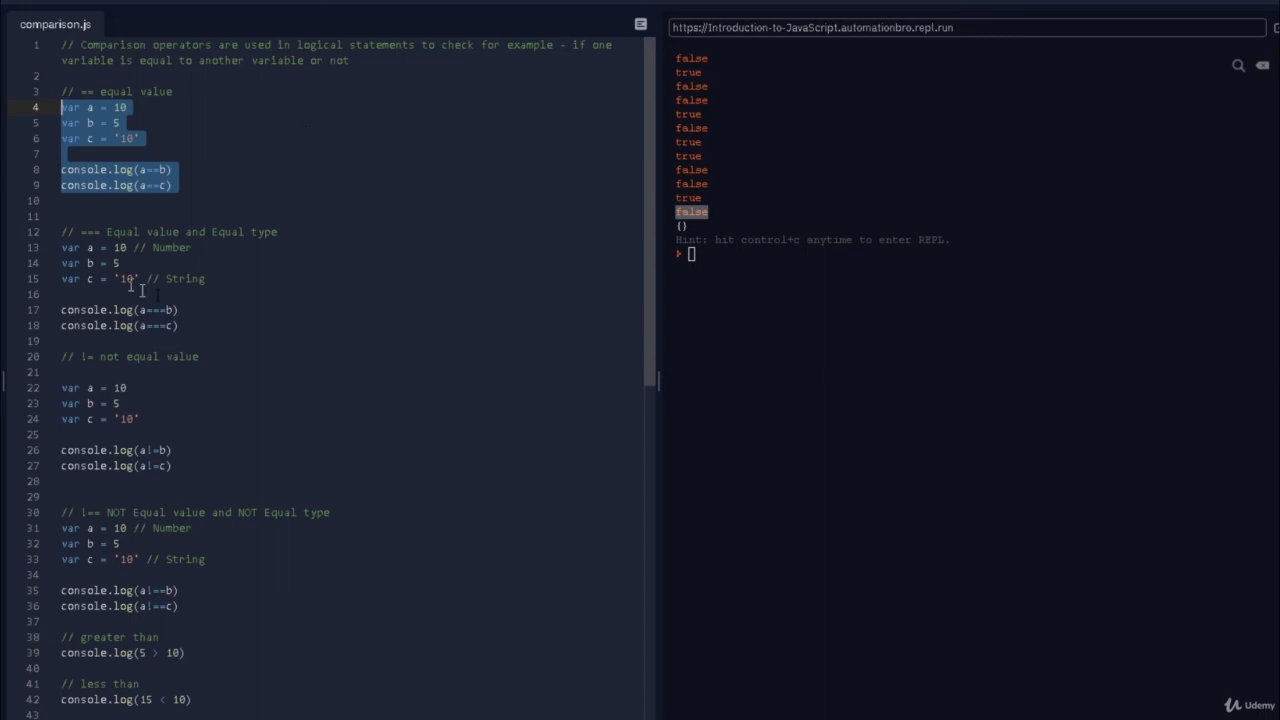 comparison.js
1 // Comparison operators are used in logical statements to check for example - if one
variable is equal to another variable or not
2
3 // == equal value
4 var a = 10
5 var b = 5
6 var c = '10'
7
8 console.log(a==b)
9 console.log(a==c)
10
11
12 // === Equal value and Equal type
13 var a = 10 // Number
14 var b = 5
15 var c = '10' // String
16
17 console.log(a===b)
18 console.log(a===c)
19
20 // != not equal value
21
22 var a = 10
23 var b = 5
24 var c = '10'
25
26 console.log(a!=b)
27 console.log(a!=c)
28
29
30 // !== NOT Equal value and NOT Equal type
31 var a = 10 // Number
32 var b = 5
33 var c = '10' // String
34
35 console.log(a!==b)
36 console.log(a!==c)
37
38 // greater than
39 console.log(5 > 10)
40
41 // less than
42 console.log(15 < 10)
43
https://Introduction-to-JavaScript.automationbro.repl.run
false
true
false
false
true
false
true
true
false
false
true
false
{}
Hint: hit control+c anytime to enter REPL.
>
Udemy